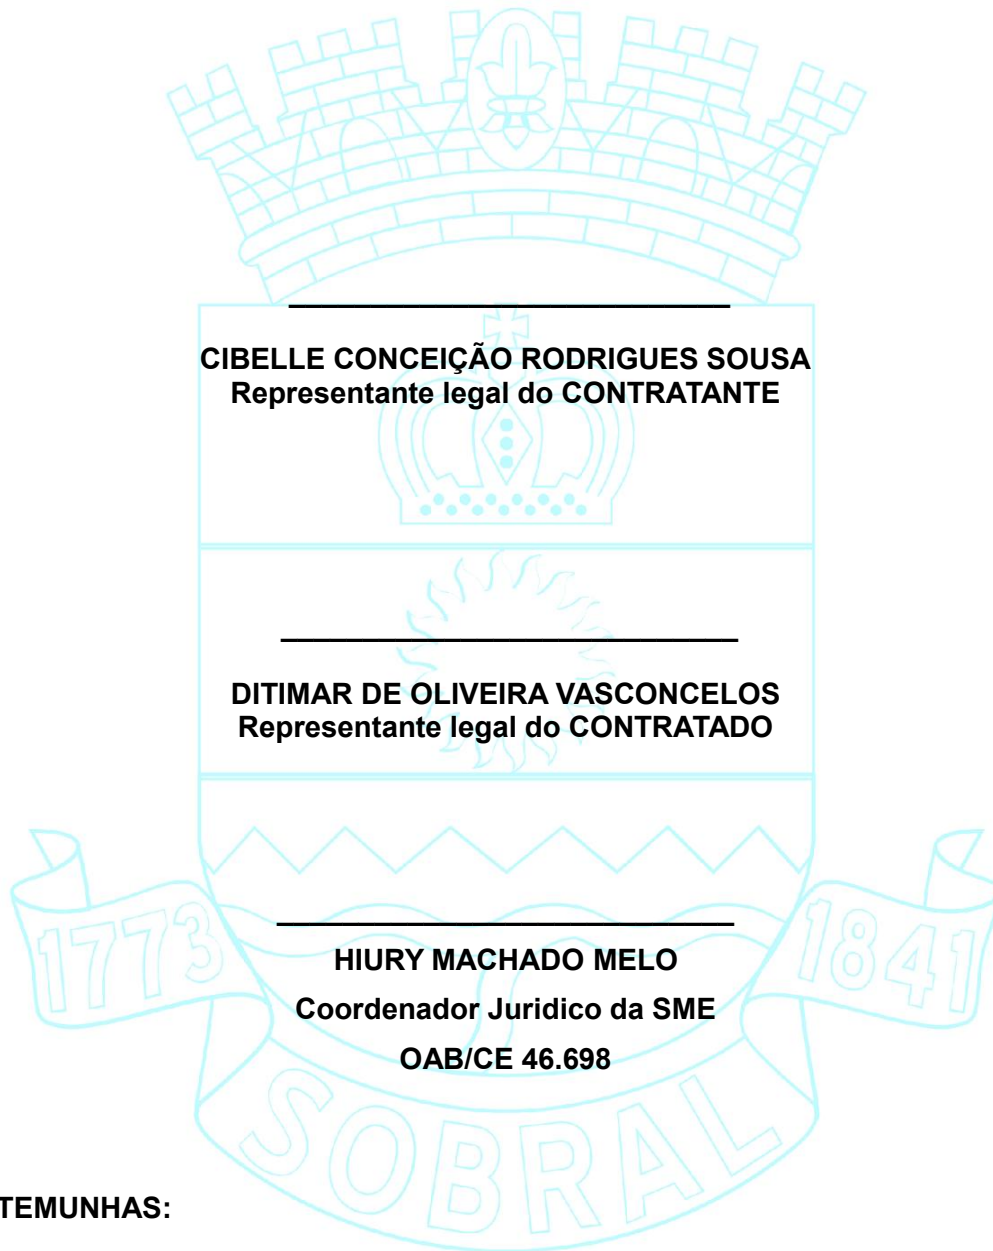 CIBELLE CONCEIÇÃO RODRIGUES SOUSA
Representante legal do CONTRATANTE
DITIMAR DE OLIVEIRA VASCONCELOS
Representante legal do CONTRATADO
1773
1841
HIURY MACHADO MELO
Coordenador Juridico da SME
OAB/CE 46.698
SOBRAL
TEMUNHAS: